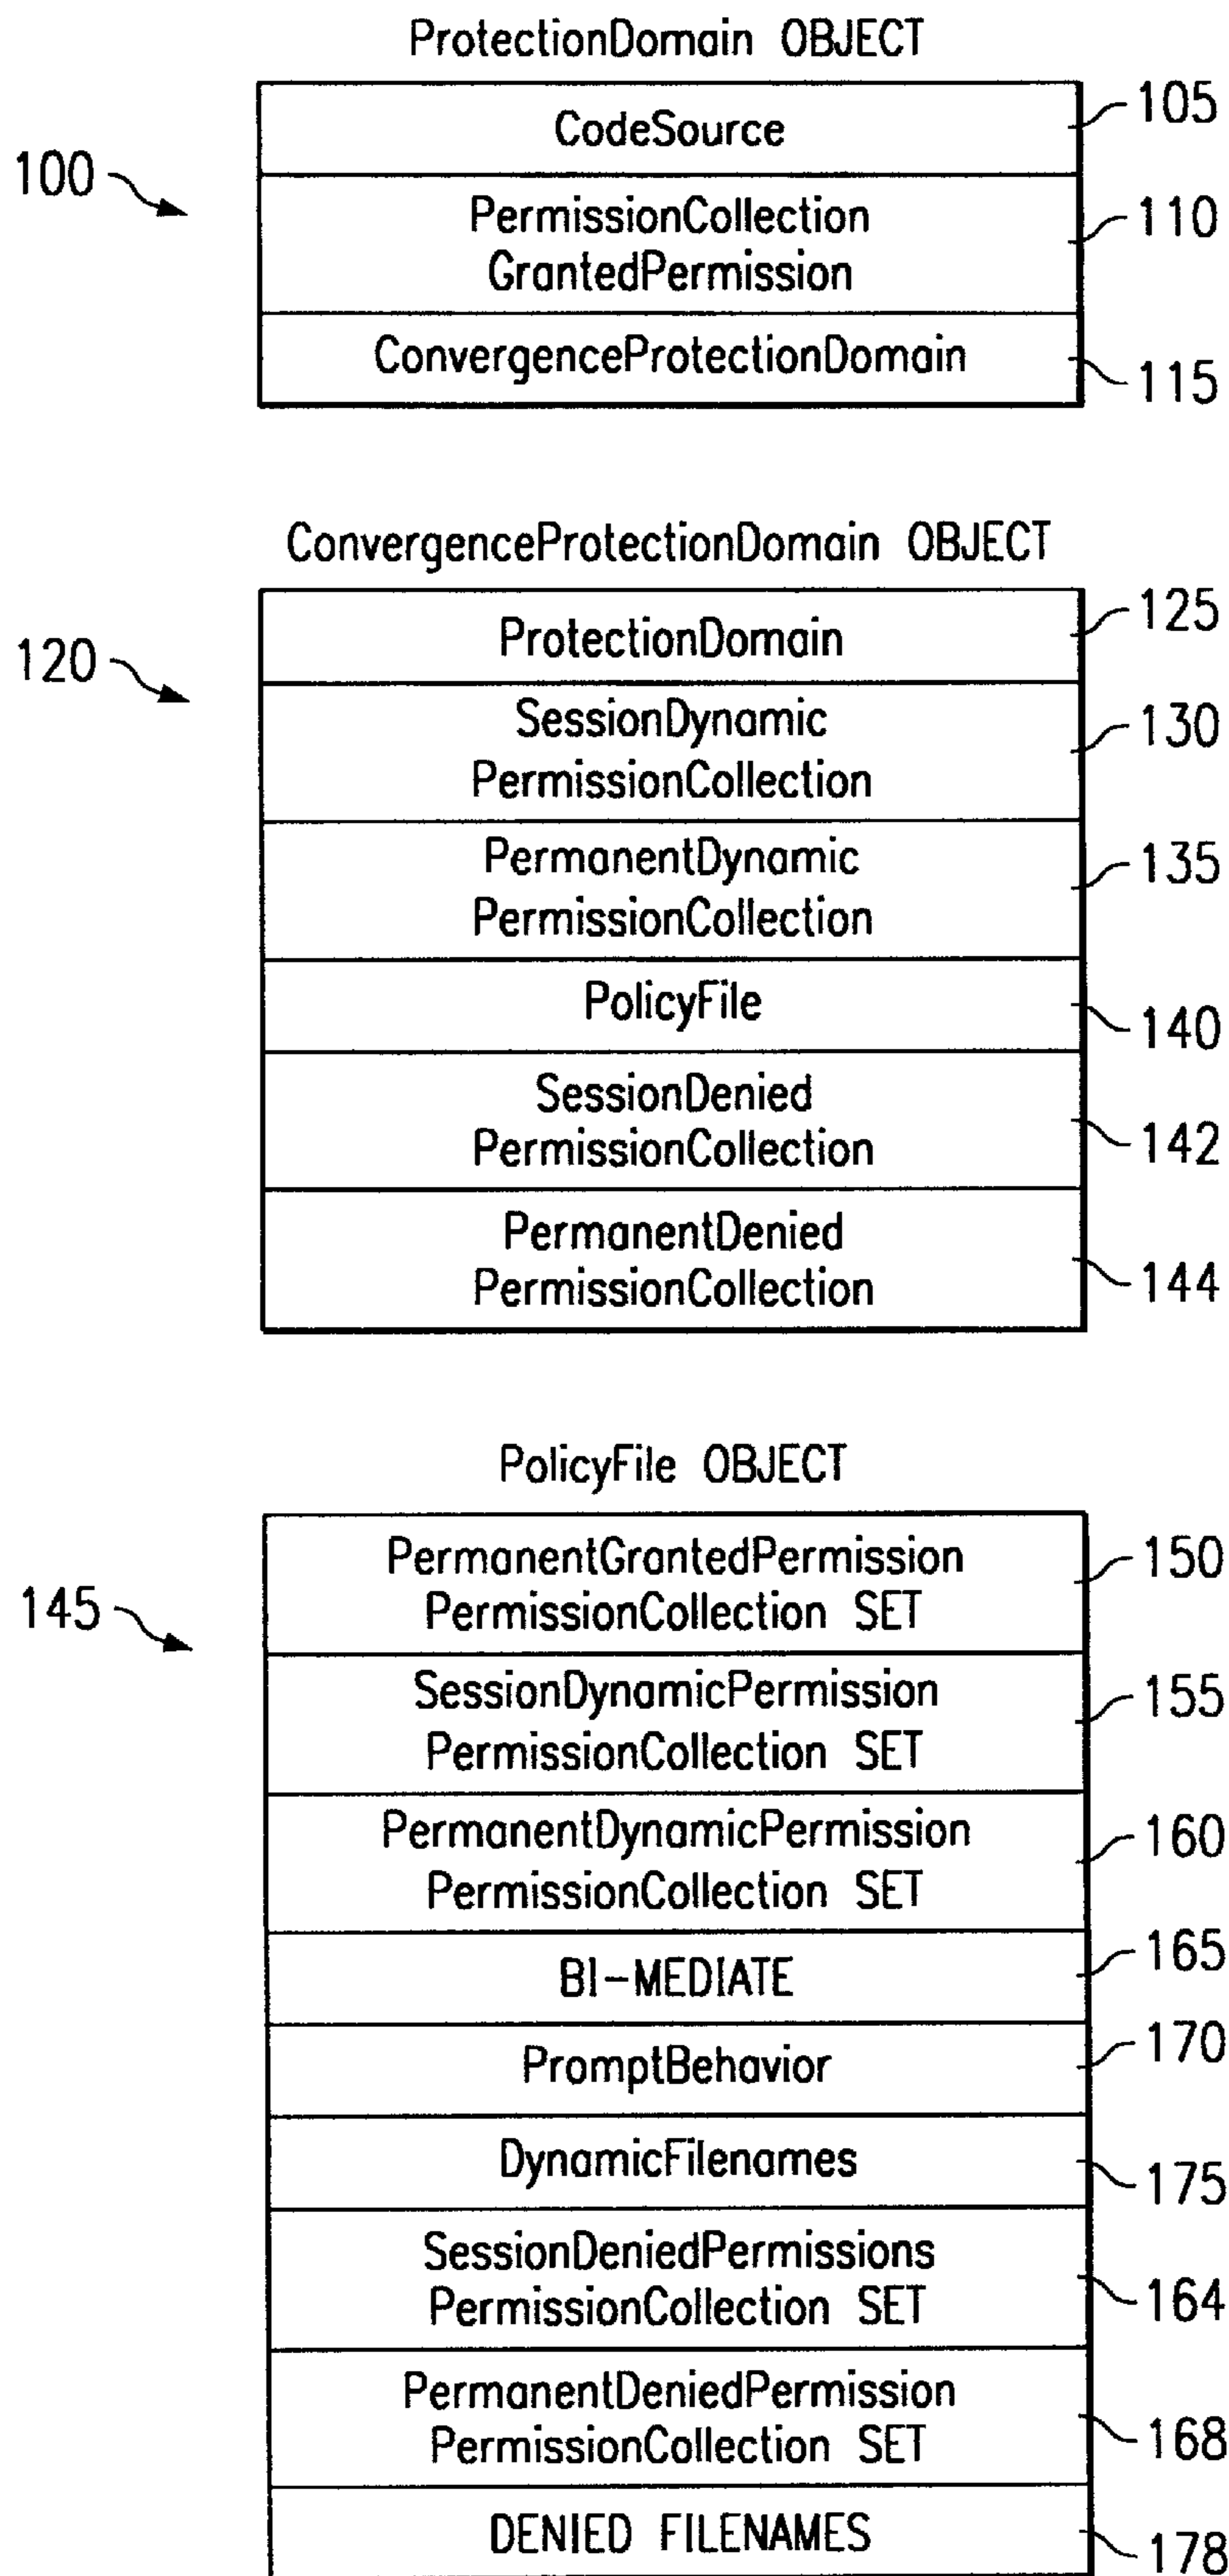 ProtectionDomain OBJECT
100
CodeSource
105
PermissionCollection
GrantedPermission
110
ConvergenceProtectionDomain
115
ConvergenceProtectionDomain OBJECT
120
ProtectionDomain
125
SessionDynamic
PermissionCollection
130
PermanentDynamic
PermissionCollection
135
PolicyFile
140
SessionDenied
PermissionCollection
142
PermanentDenied
PermissionCollection
144
PolicyFile OBJECT
145
PermanentGrantedPermission
PermissionCollection SET
150
SessionDynamicPermission
PermissionCollection SET
155
PermanentDynamicPermission
PermissionCollection SET
160
BI-MEDIATE
165
PromptBehavior
170
DynamicFilenames
175
SessionDeniedPermissions
PermissionCollection SET
164
PermanentDeniedPermission
PermissionCollection SET
168
DENIED FILENAMES
178